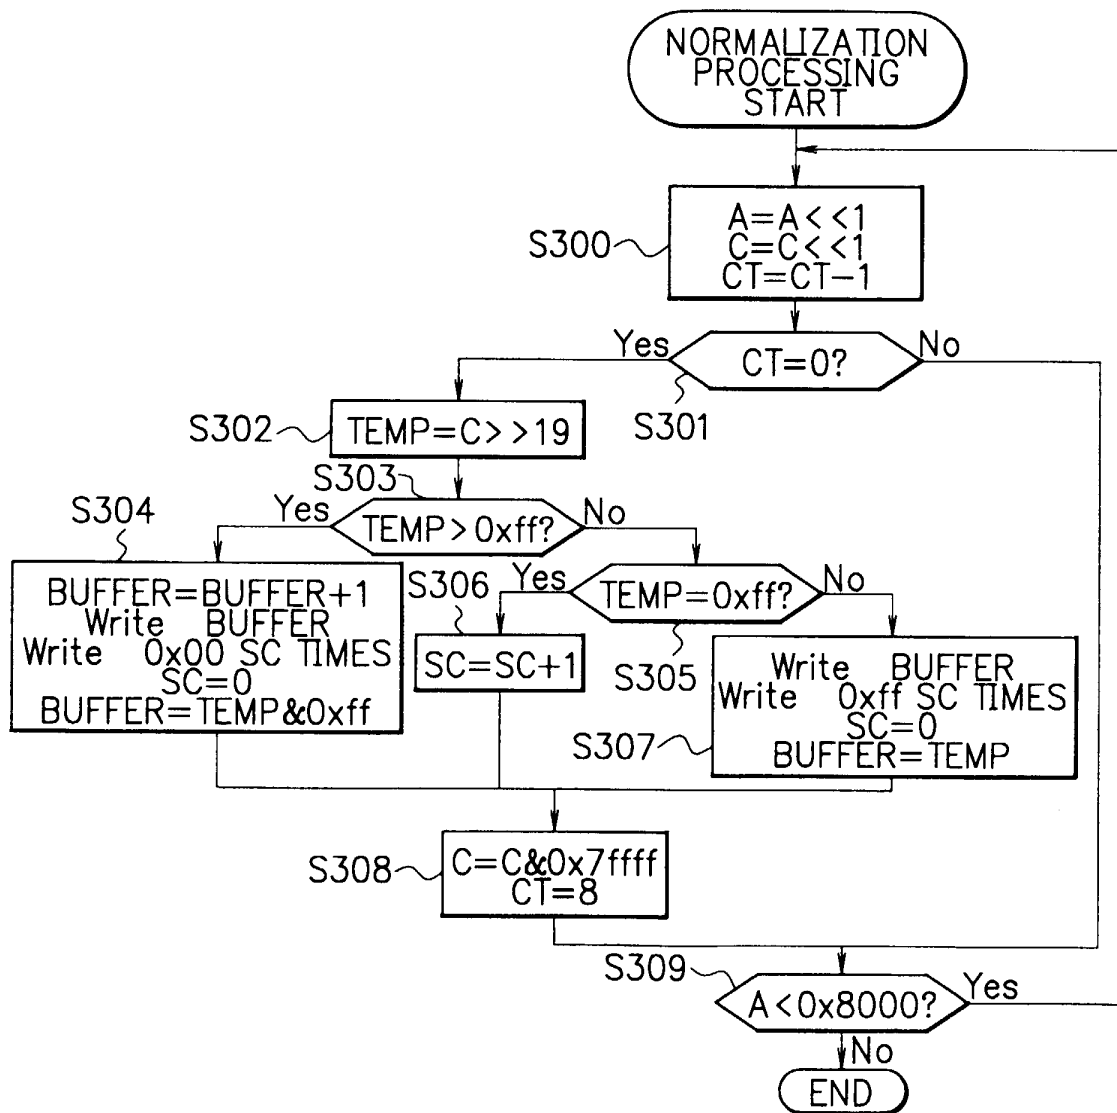 NORMALIZATION
PROCESSING
START
S300
A=A<<1
C=C<<1
CT=CT-1
Yes
CT=0?
No
S301
S302
TEMP=C>>19
S303
Yes
TEMP>0xff?
No
S304
BUFFER=BUFFER+1
Write BUFFER
Write 0x00 SC TIMES
SC=0
BUFFER=TEMP&0xff
Yes
TEMP=0xff?
No
S305
S306
SC=SC+1
S307
Write BUFFER
Write 0xff SC TIMES
SC=0
BUFFER=TEMP
S308
C=C&0x7ffff
CT=8
S309
A<0x8000?
Yes
No
END